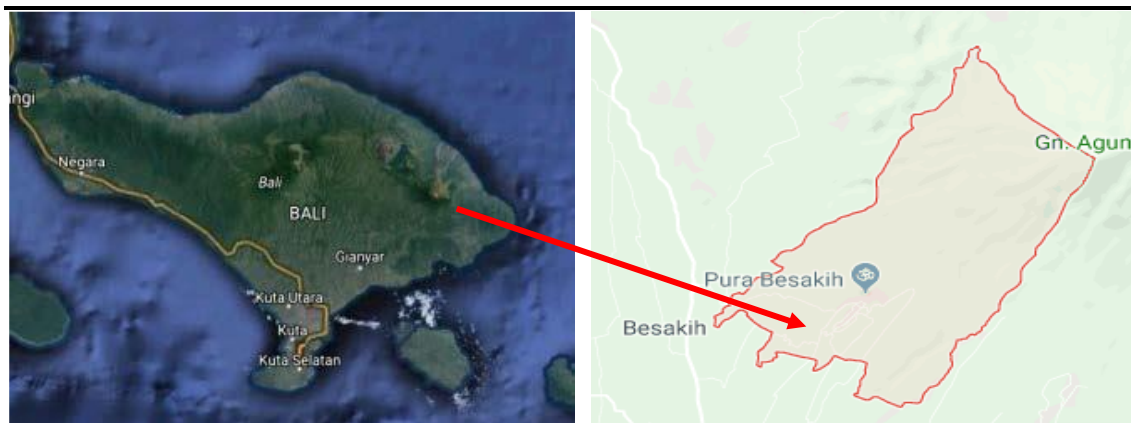 ngi
Negara
Bali
BALI
Gianyar
Kuta Utara
Kuta
Kuta Selatan
Gn. Agun
Pura Besakih
Besakih